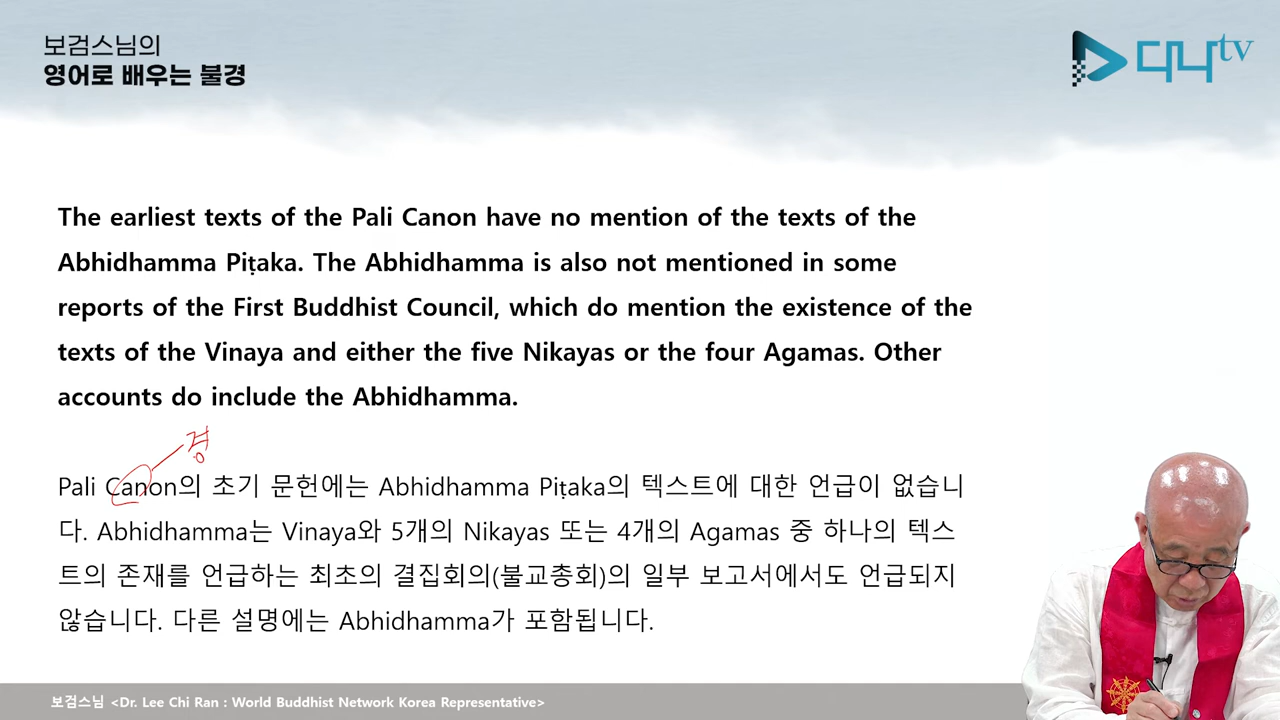 보검스님의
영어로 배우는 불경
디나tv
The earliest texts of the Pali Canon have no mention of the texts of the
Abhidhamma Piṭaka. The Abhidhamma is also not mentioned in some
reports of the First Buddhist Council, which do mention the existence of the
texts of the Vinaya and either the five Nikayas or the four Agamas. Other
accounts do include the Abhidhamma.
경
Pali Canon의 초기 문헌에는 Abhidhamma Piṭaka의 텍스트에 대한 언급이 없습니
다. Abhidhamma는 Vinaya와 5개의 Nikayas 또는 4개의 Agamas 중 하나의 텍스
트의 존재를 언급하는 최초의 결집회의(불교총회)의 일부 보고서에서도 언급되지
않습니다. 다른 설명에는 Abhidhamma가 포함됩니다.
보검스님 <Dr. Lee Chi Ran : World Buddhist Network Korea Representative>